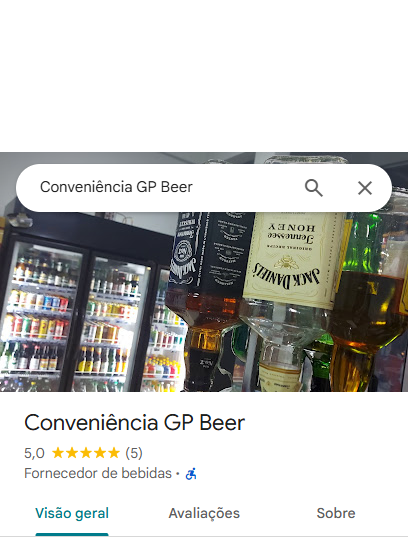 Conveniência GP Beer
JACK DANIEL'S
Tennessee
HONEY
Conveniência GP Beer
5,0 (5)
Fornecedor de bebidas ·
Visão geral
Avaliações
Sobre